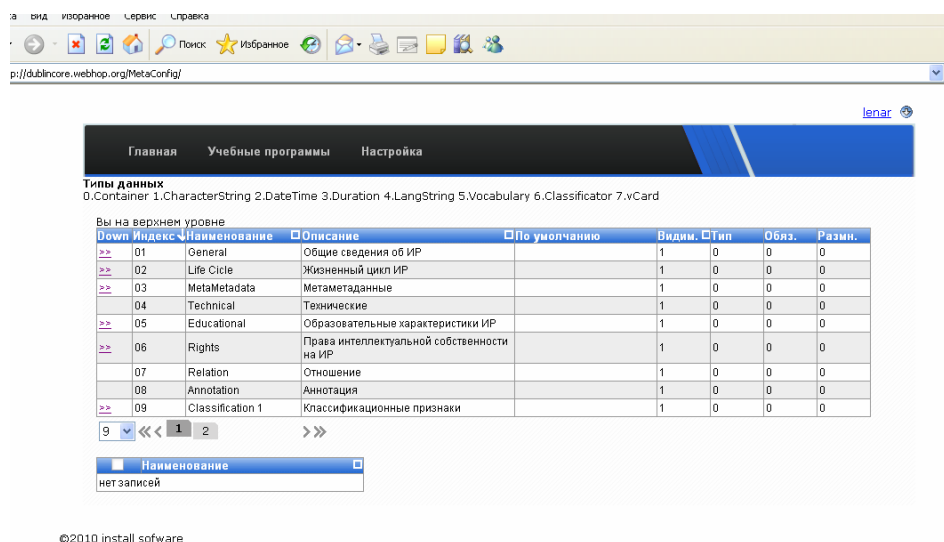 ка Вид Избранное Сервис Справка
Поиск Избранное
p://dublincore.webhop.org/MetaConfig/
lenar
Главная Учебные программы Настройка
Типы данных
0.Container 1.CharacterString 2.DateTime 3.Duration 4.LangString 5.Vocabulary 6.Classificator 7.vCard
Вы на верхнем уровне
Down Индекс Наименование Описание По умолчанию Видим. Тип Обяз. Размн.
>> 01 General Общие сведения об ИР 1 0 0 0
>> 02 Life Cicle Жизненный цикл ИР 1 0 0 0
>> 03 MetaMetadata Метаметаданные 1 0 0 0
04 Technical Технические 1 0 0 0
>> 05 Educational Образовательные характеристики ИР 1 0 0 0
>> 06 Rights Права интеллектуальной собственности на ИР 1 0 0 0
07 Relation Отношение 1 0 0 0
08 Annotation Аннотация 1 0 0 0
>> 09 Classification 1 Классификационные признаки 1 0 0 0
9 1 2
Наименование
нет записей
©2010 install sofware